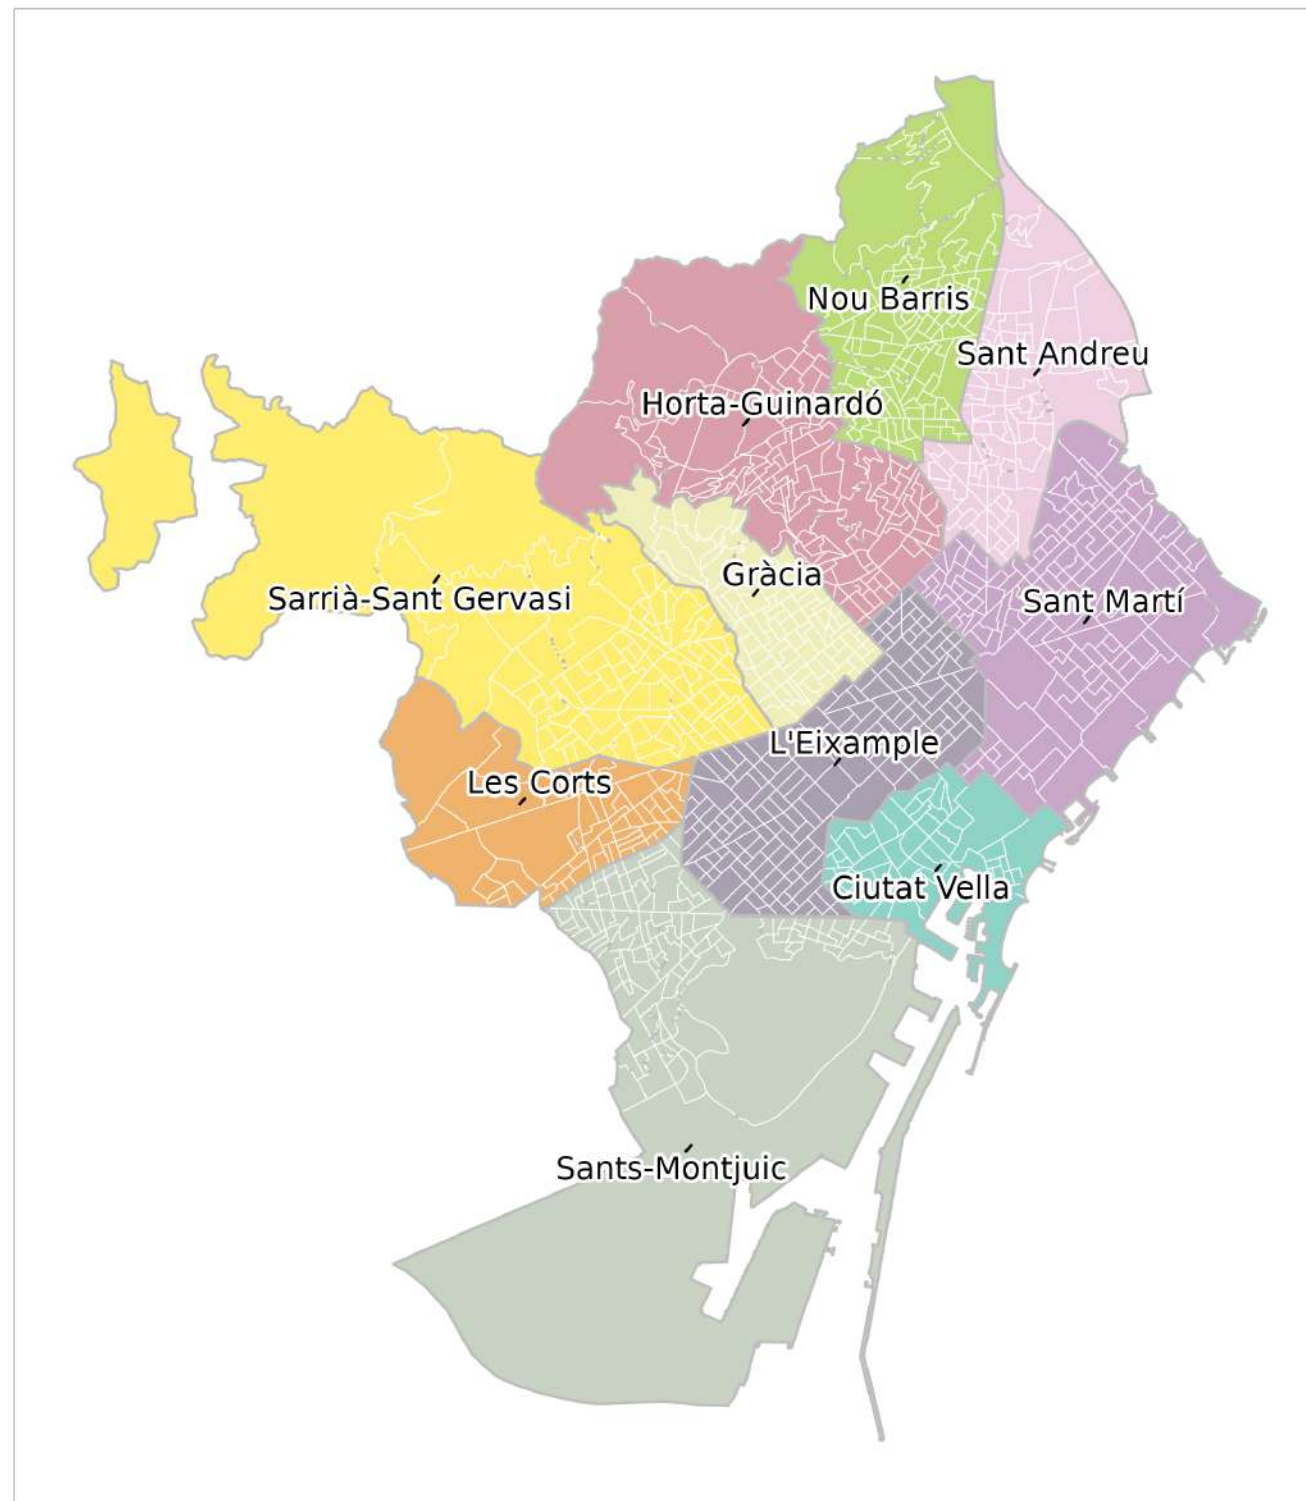 Nou Barris
Sant Andreu
Horta-Guinardó
Gràcia
Sarrià-Sant Gervasi
Sant Martí
L'Eixample
Les Corts
Ciutat Vella
Sants-Montjuic